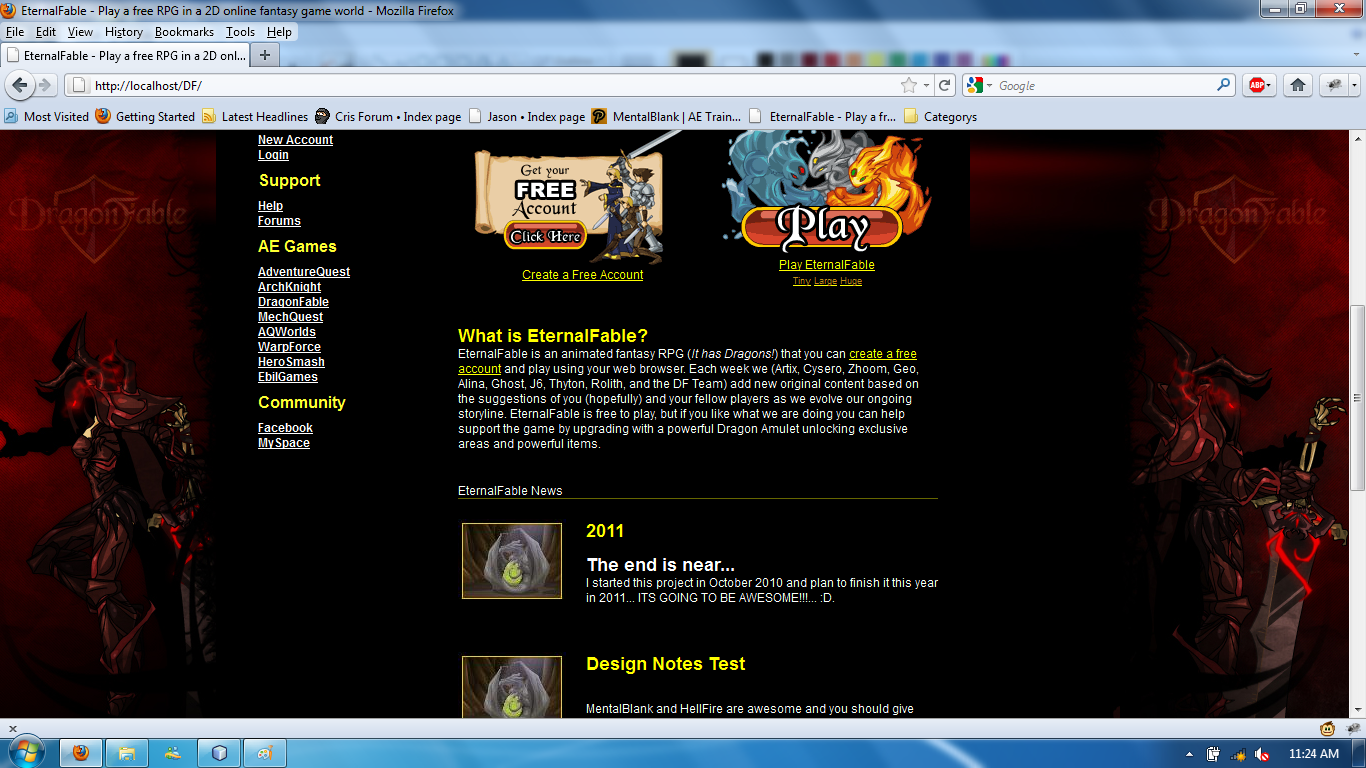 EternalFable - Play a free RPG in a 2D online fantasy game world - Mozilla Firefox
File Edit View History Bookmarks Tools Help
EternalFable - Play a free RPG in a 2D onl...
http://localhost/DF/
Google
ABP
Most Visited Getting Started Latest Headlines Cris Forum • Index page Jason • Index page MentalBlank | AE Train... EternalFable - Play a fr... Categorys
DragonFable
DragonFable
New Account
Login
Support
Help
Forums
AE Games
AdventureQuest
ArchKnight
DragonFable
MechQuest
AQWorlds
WarpForce
HeroSmash
EbilGames
Community
Facebook
MySpace
Get your
FREE
Account
Click Here
Create a Free Account
Play
Play EternalFable
Tiny Large Huge
What is EternalFable?
EternalFable is an animated fantasy RPG (It has Dragons!) that you can create a free
account and play using your web browser. Each week we (Artix, Cysero, Zhoom, Geo,
Alina, Ghost, J6, Thyton, Rolith, and the DF Team) add new original content based on
the suggestions of you (hopefully) and your fellow players as we evolve our ongoing
storyline. EternalFable is free to play, but if you like what we are doing you can help
support the game by upgrading with a powerful Dragon Amulet unlocking exclusive
areas and powerful items.
EternalFable News
2011
The end is near...
I started this project in October 2010 and plan to finish it this year
in 2011... ITS GOING TO BE AWESOME!!!... :D.
Design Notes Test
MentalBlank and HellFire are awesome and you should give
11:24 AM